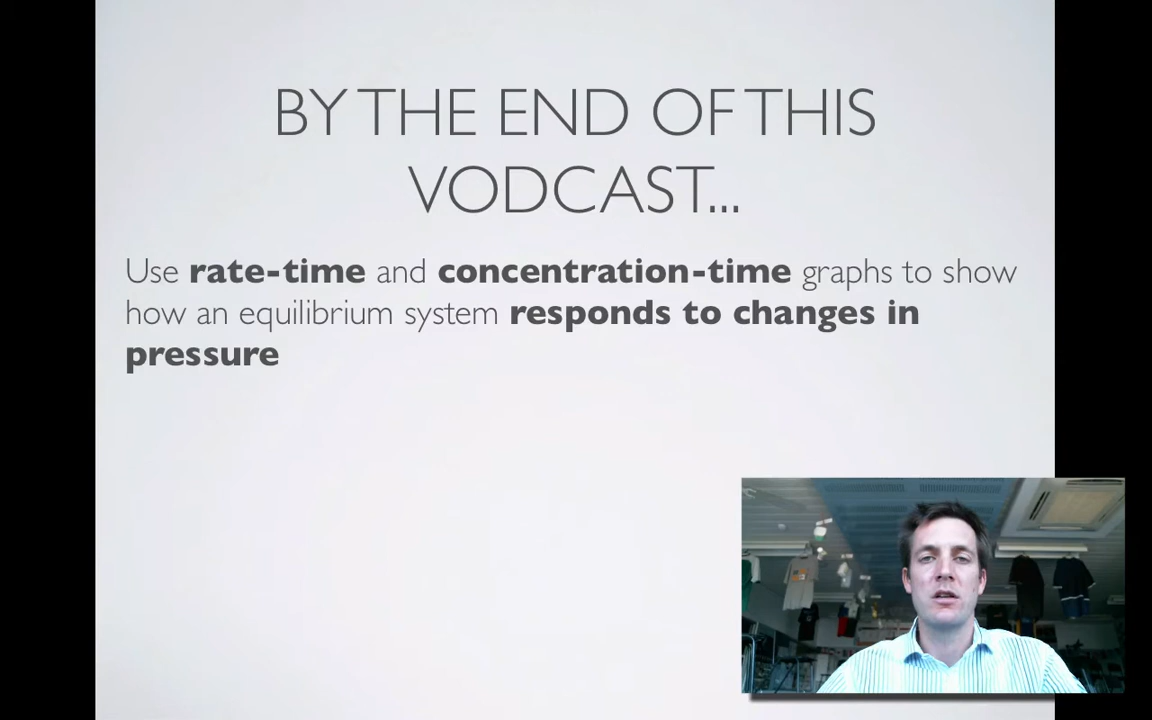 BY THE END OF THIS
VODCAST...
Use rate-time and concentration-time graphs to show
how an equilibrium system responds to changes in
pressure